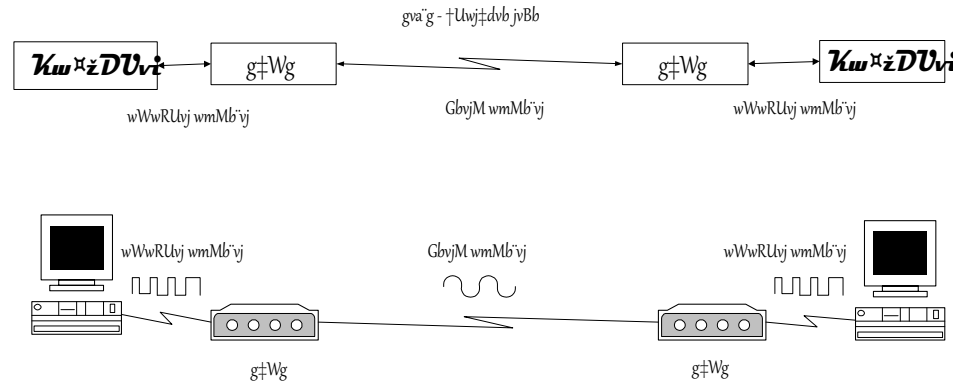 gva¨g - †Uwj‡dvb jvBb
Kw¤žDUvi g‡Wg g‡Wg Kw¤žDUvi
wWwRUvj wmMb¨vj GbvjM wmMb¨vj wWwRUvj wmMb¨vj
wWwRUvj wmMb¨vj GbvjM wmMb¨vj wWwRUvj wmMb¨vj
g‡Wg g‡Wg